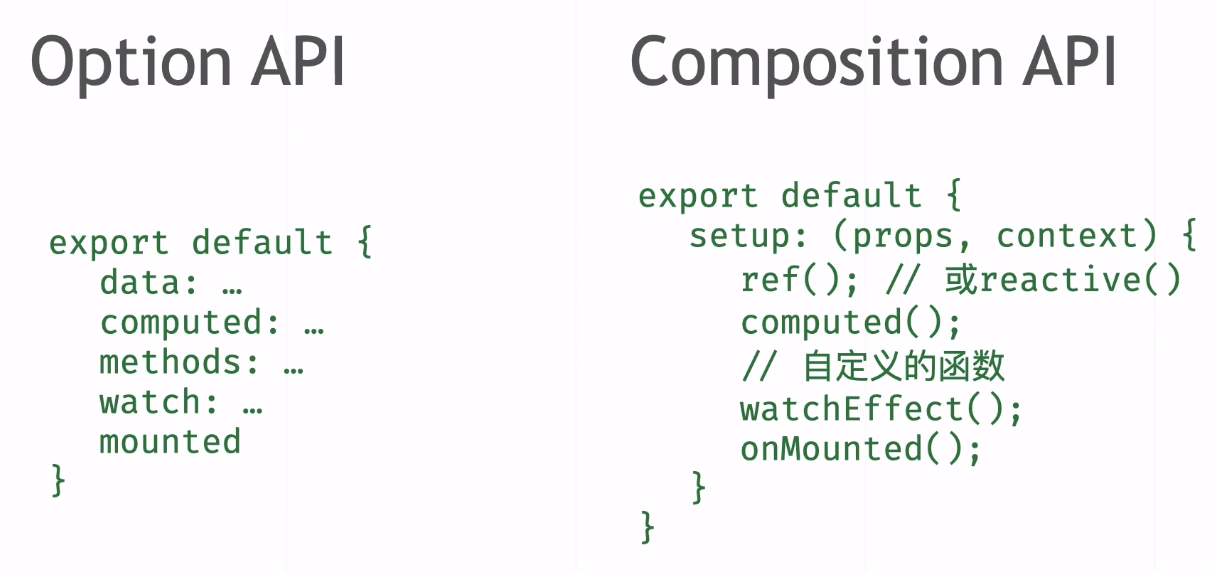 Option API
export default {
data: …
computed: …
methods: …
watch: …
mounted
}
Composition API
export default {
setup: (props, context) {
ref(); // 或reactive()
computed();
// 自定义的函数
watchEffect();
onMounted();
}
}